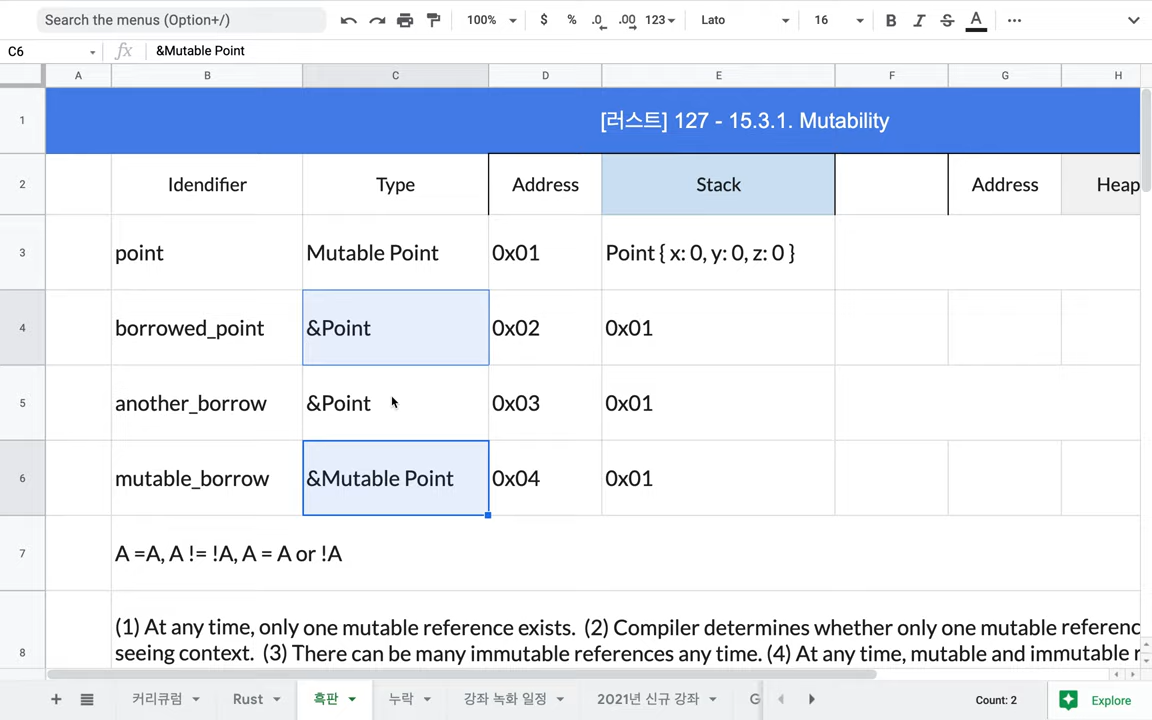 Search the menus (Option+/) 100% $ % .0 .00 123 Lato 16 B I S A
C6 fx &Mutable Point
A B C D E F G H
1 [러스트] 127 - 15.3.1. Mutability
2 Idendifier Type Address Stack Address Heap
3 point Mutable Point 0x01 Point { x: 0, y: 0, z: 0 }
4 borrowed_point &Point 0x02 0x01
5 another_borrow &Point 0x03 0x01
6 mutable_borrow &Mutable Point 0x04 0x01
7 A =A, A != !A, A = A or !A
(1) At any time, only one mutable reference exists. (2) Compiler determines whether only one mutable referenc
8 seeing context. (3) There can be many immutable references any time. (4) At any time, mutable and immutable r
커리큘럼 Rust 흑판 누락 강좌 녹화 일정 2021년 신규 강좌 G Count: 2 Explore